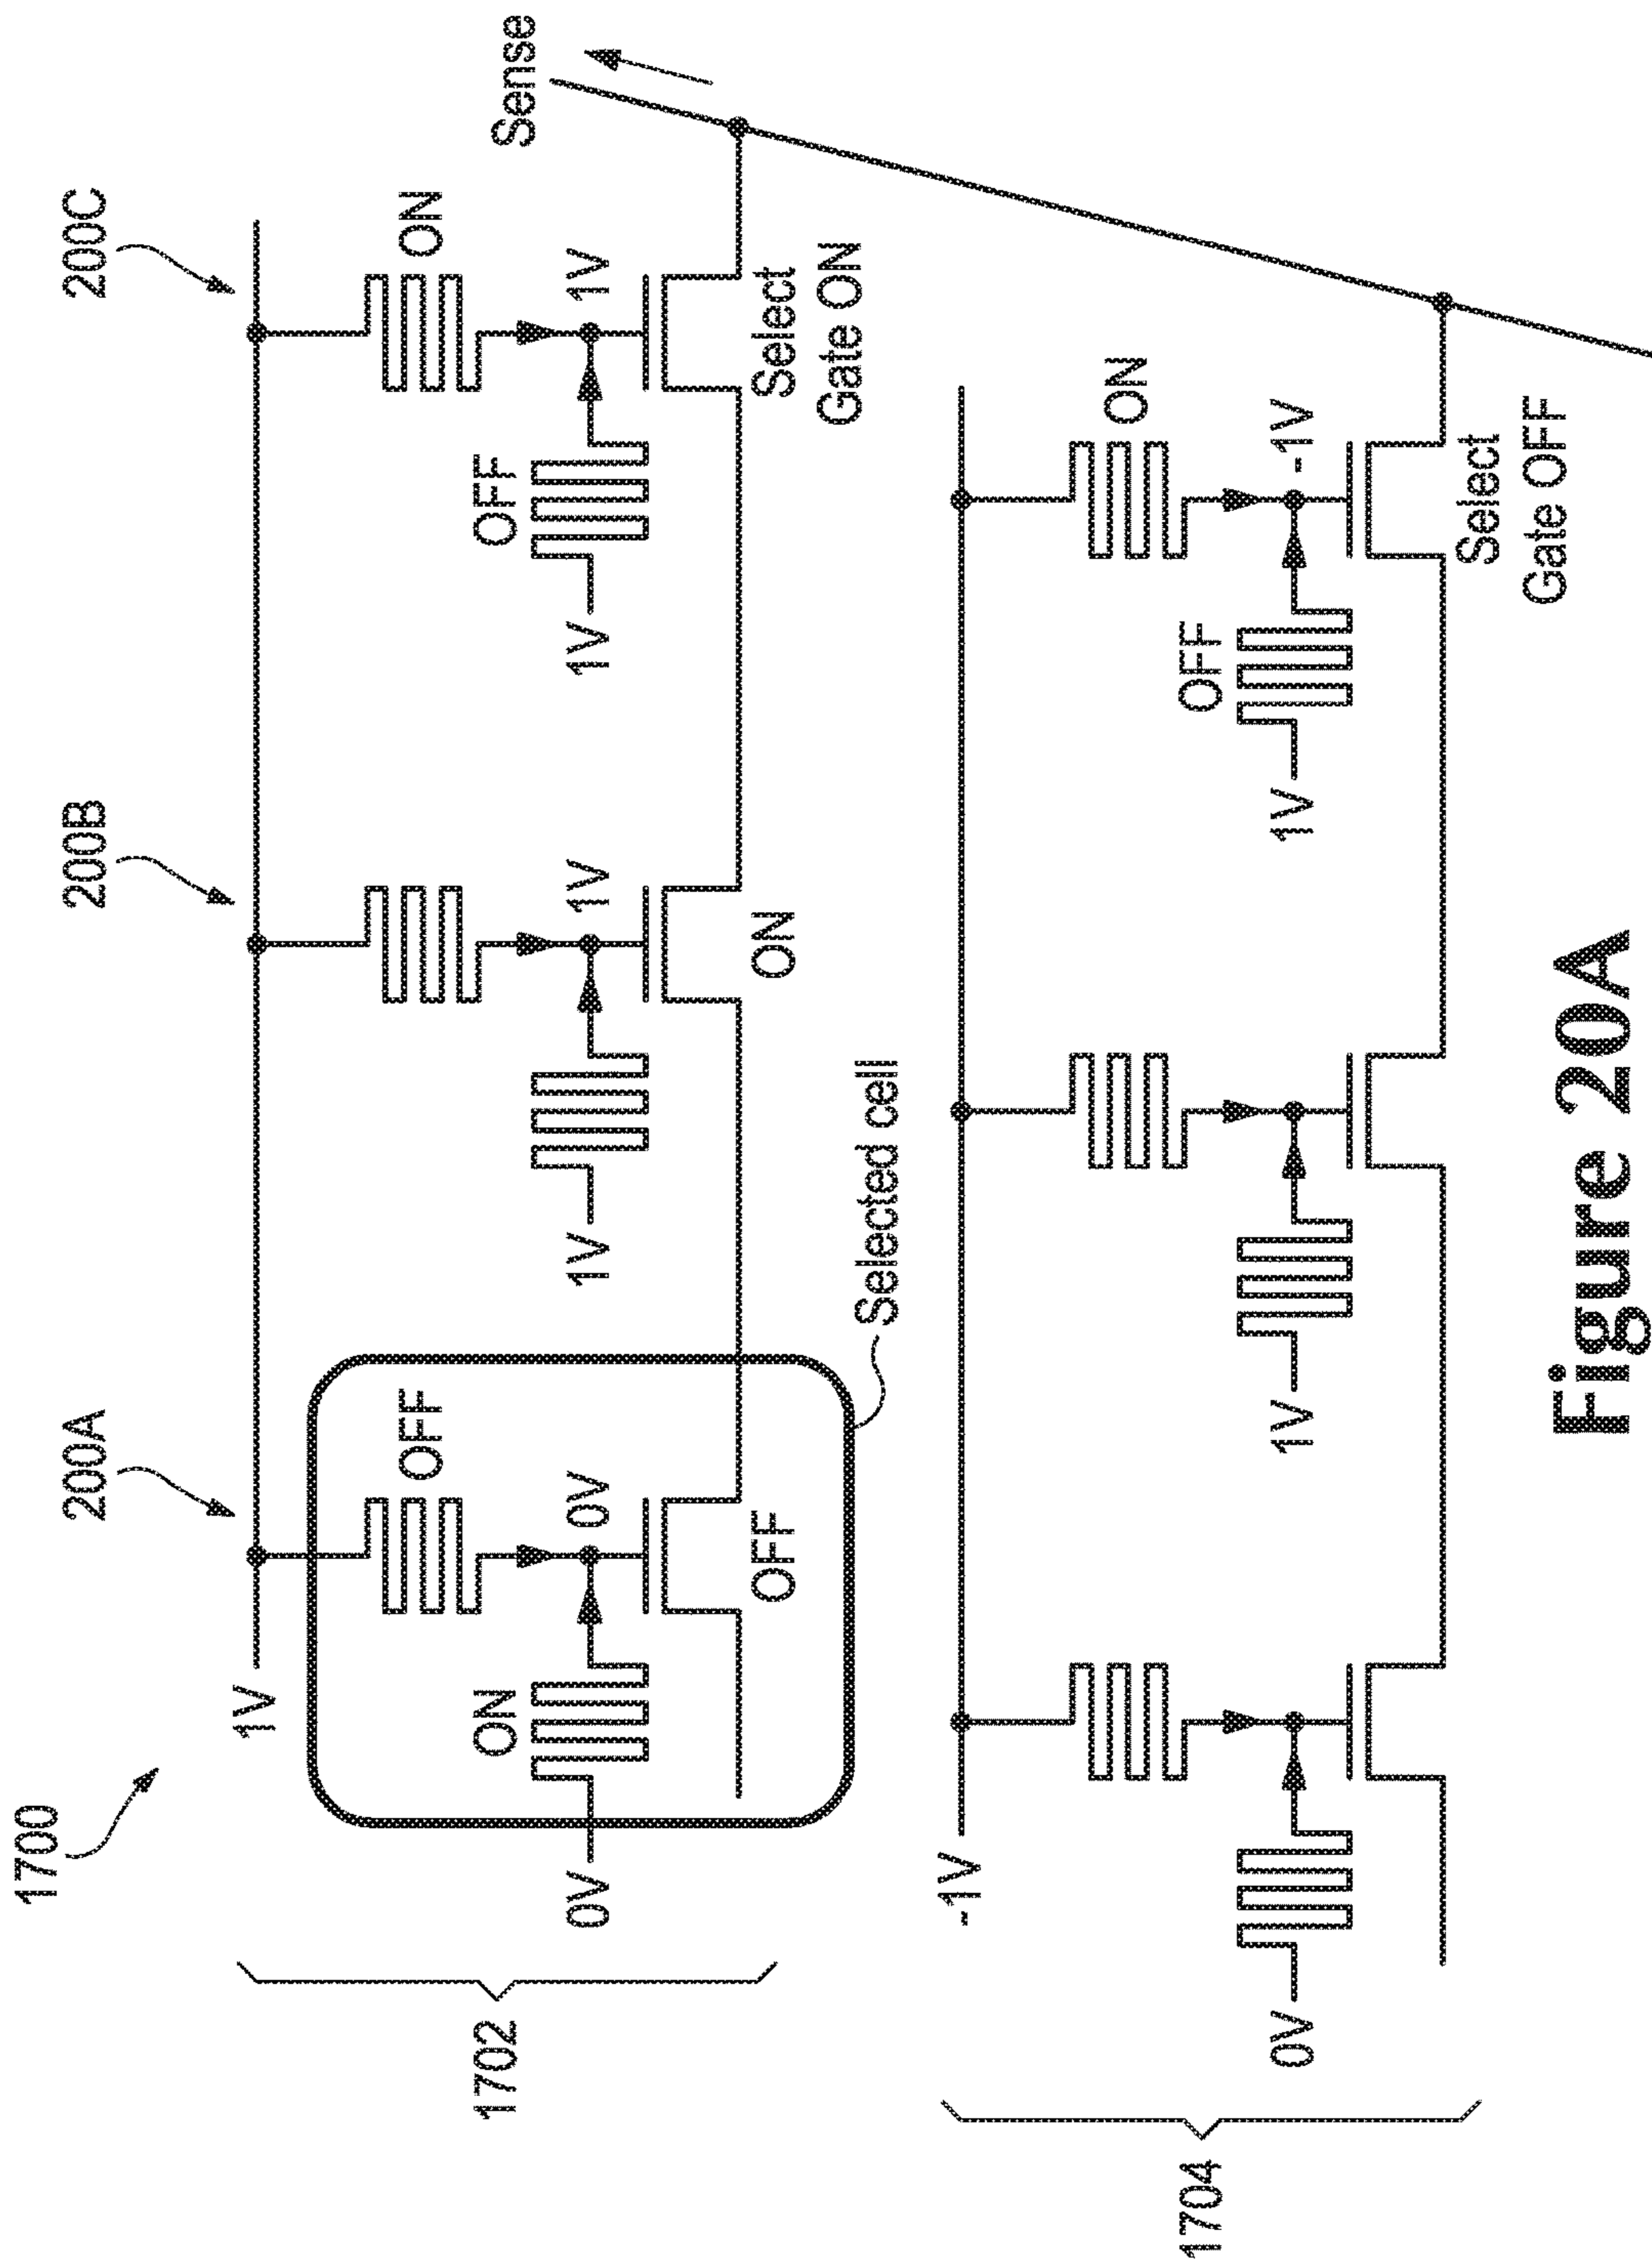 1700
200A
200B
200C
Sense
1V
OFF
ON
ON
0V
1V
OFF
1V
0V
1V
1V
OFF
ON
Select
Gate ON
Selected cell
1702
-1V
ON
OFF
0V
1V
1V
-1V
Select
Gate OFF
1704
Figure 20A